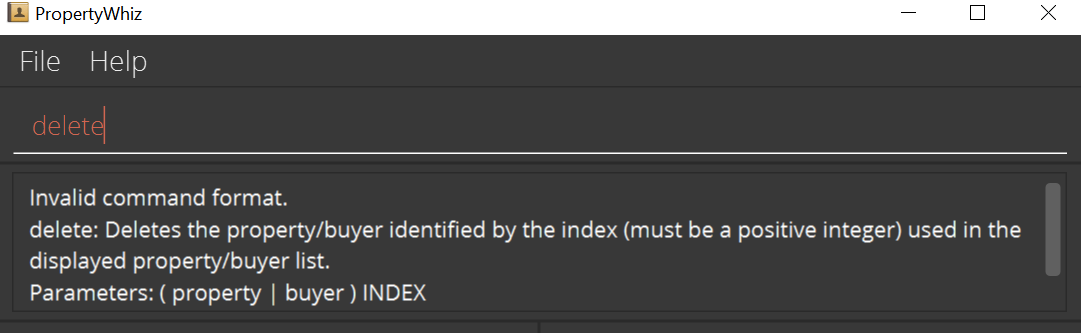 PropertyWhiz
File Help
delete
Invalid command format.
delete: Deletes the property/buyer identified by the index (must be a positive integer) used in the
displayed property/buyer list.
Parameters: ( property | buyer ) INDEX